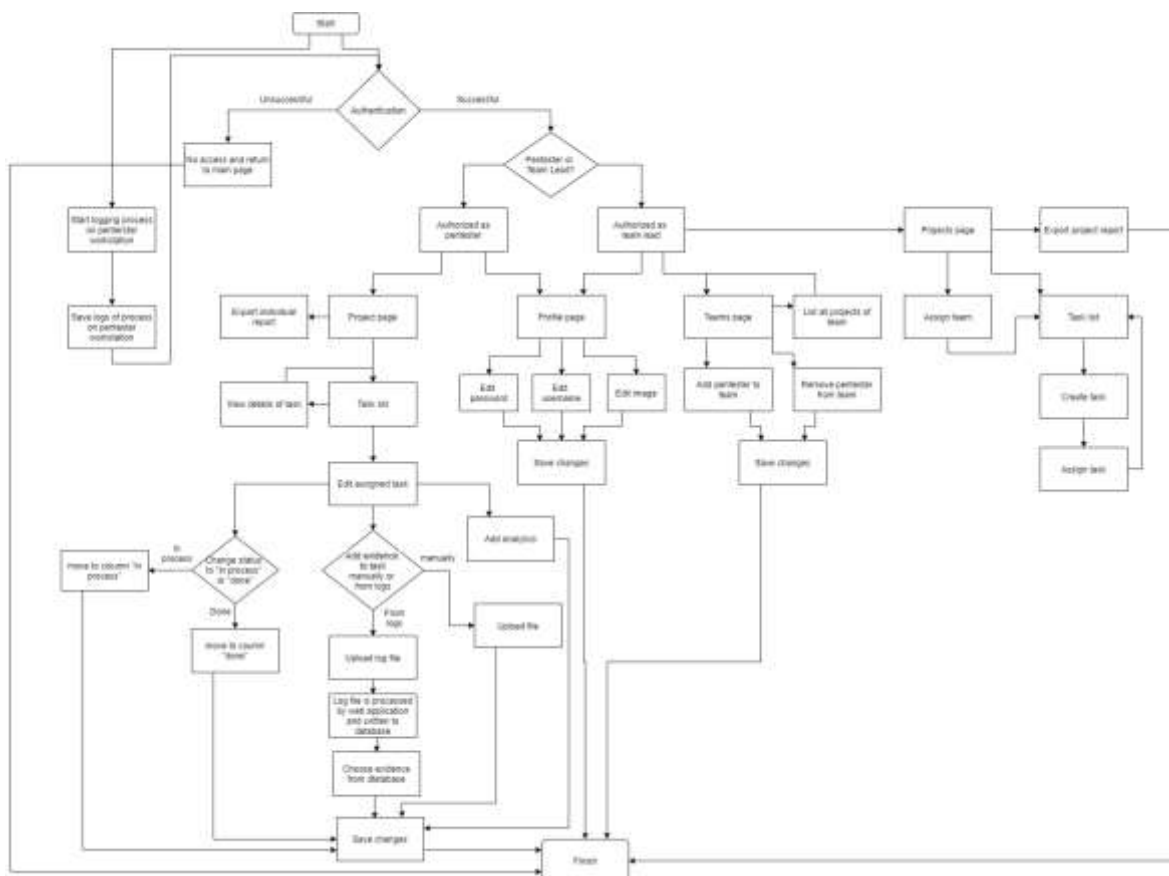 Start
Unsuccessful
Authentication
Successful
No access and return
to main page
Pentester or
Team Lead?
Start logging process
on pentester
workstation
Authorized as
pentester
Authorized as
team lead
Projects page
Export project report
Save logs of process
on pentester
workstation
Export individual
report
Project page
Profile page
Teams page
List all projects of
team
Assign team
Task list
View details of task
Task list
Edit
password
Edit
username
Edit image
Add pentester to
team
Remove pentester
from team
Create task
Save changes
Save changes
Assign task
Edit assigned task
Add analytics
In
process
move to column "in
process"
Change status
to "in process"
or "done"
Add evidence
to task
manually or
from logs
manually
Done
From
logs
Upload file
move to column
"done"
Upload log file
Log file is processed
by web application
and written to
database
Choose evidence
from database
Save changes
Finish